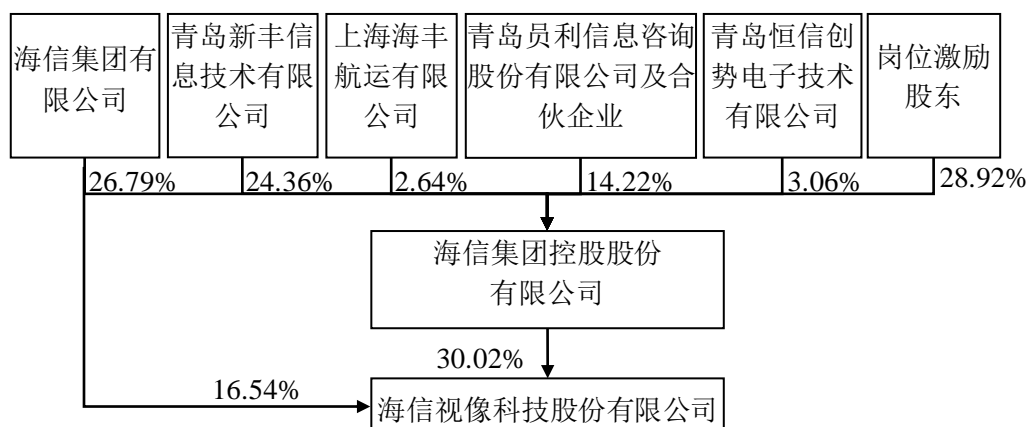 海信集团有
限公司
青岛新丰信
息技术有限
公司
上海海丰
航运有限
公司
青岛员利信息咨询
股份有限公司及合
伙企业
青岛恒信创
势电子技术
有限公司
岗位激励
股东
26.79%
24.36%
2.64%
14.22%
3.06%
28.92%
海信集团控股股份
有限公司
30.02%
16.54%
海信视像科技股份有限公司